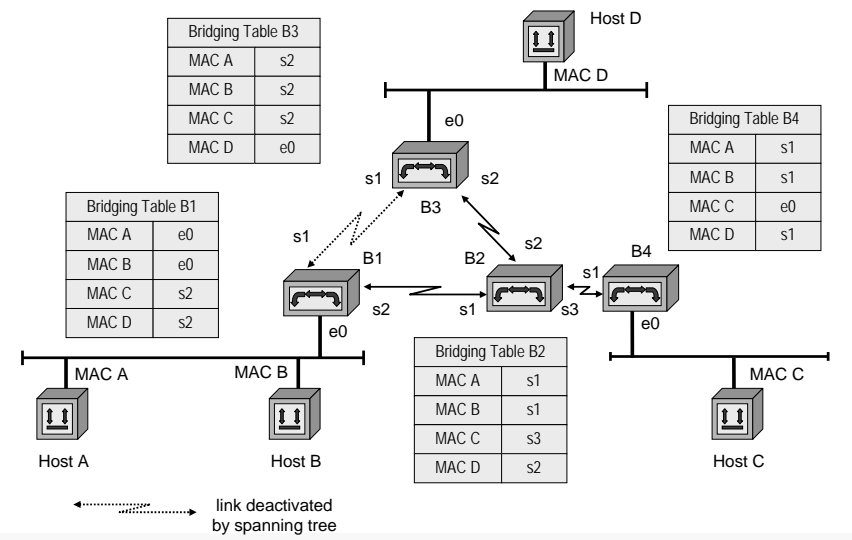 Host D
MAC D
Bridging Table B3
MAC A s2
MAC B s2
MAC C s2
MAC D e0
e0
s1
s2
B3
Bridging Table B4
MAC A s1
MAC B s1
MAC C e0
MAC D s1
Bridging Table B1
MAC A e0
MAC B e0
MAC C s2
MAC D s2
s1
B1
s2
e0
s2
B2
s1
s3
B4
s1
e0
Bridging Table B2
MAC A s1
MAC B s1
MAC C s3
MAC D s2
MAC A
MAC B
MAC C
Host A
Host B
Host C
link deactivated
by spanning tree